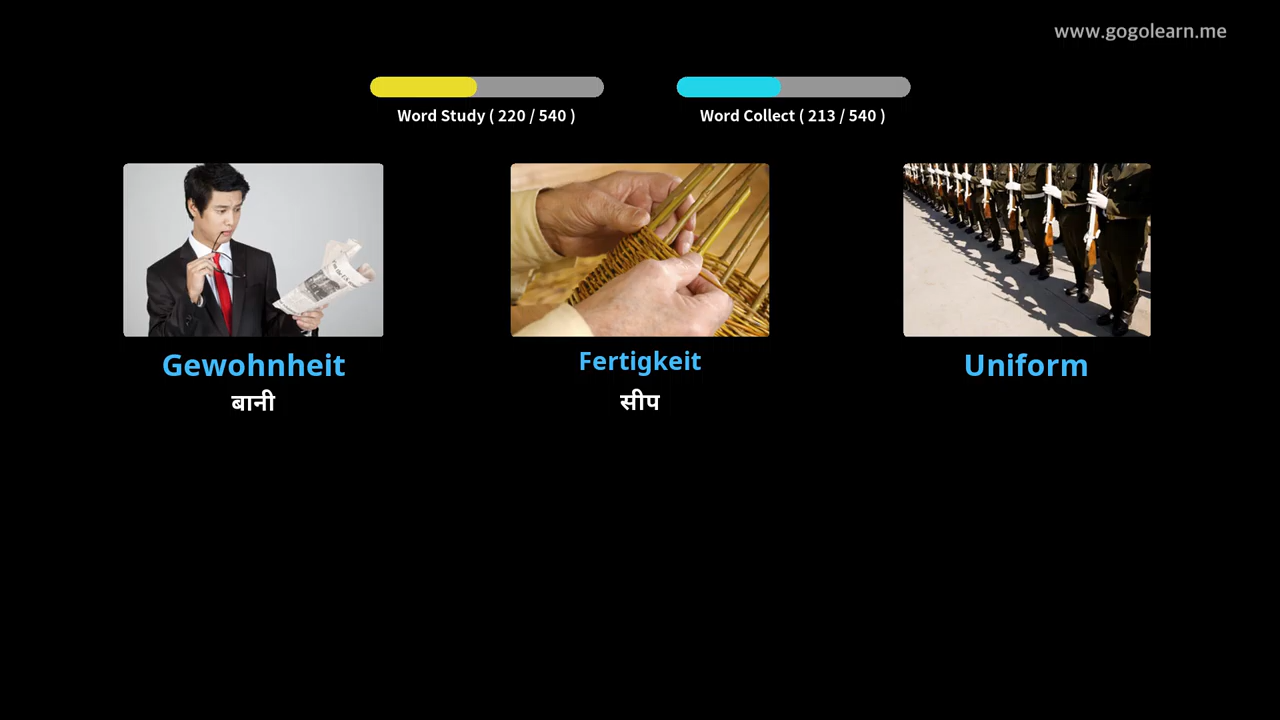 www.gogolearn.me
Word Study ( 220 / 540 )
Word Collect ( 213 / 540 )
Gewohnheit
बानी
Fertigkeit
सीप
Uniform